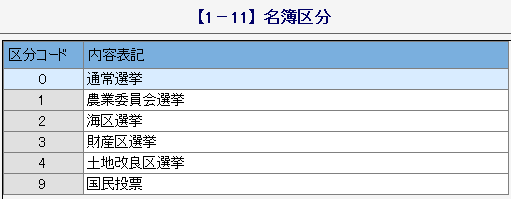 【1－11】名簿区分
区分コード 内容表記
0 通常選挙
1 農業委員会選挙
2 海区選挙
3 財産区選挙
4 土地改良区選挙
9 国民投票